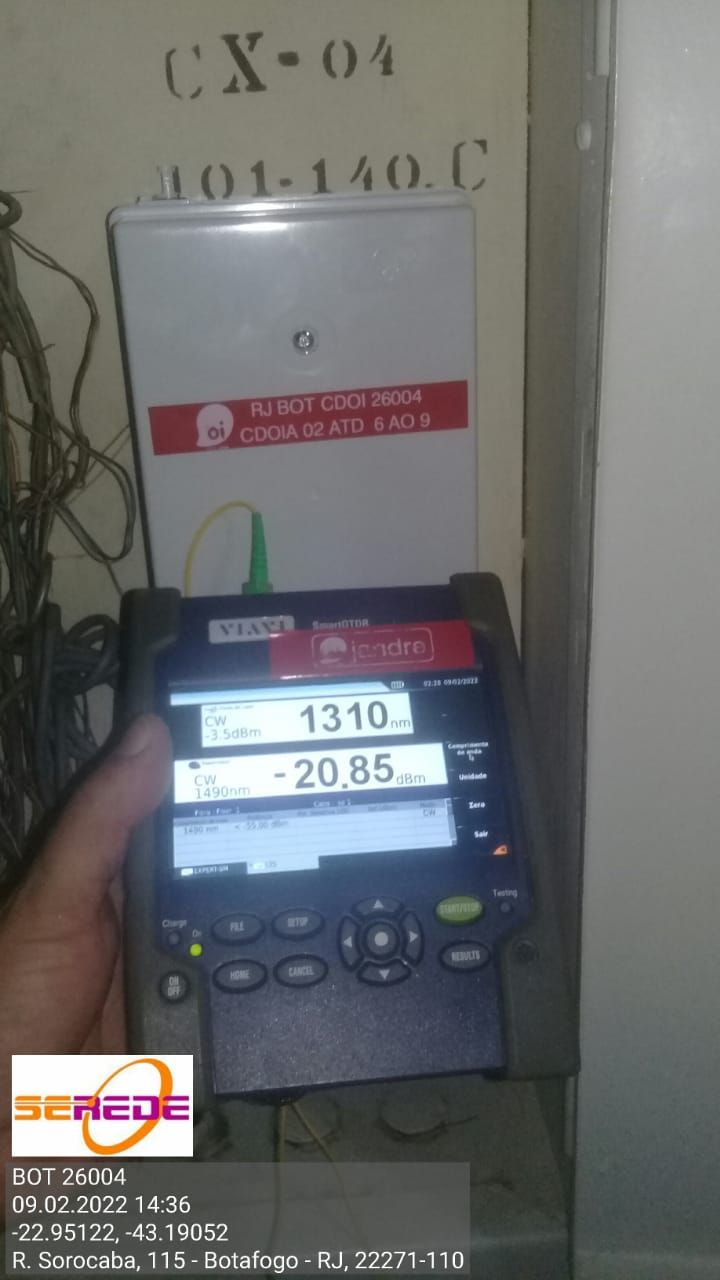 CX-04
101-140.C
oi
RJ BOT CDOI 26004
CDOIA 02 ATD 6 AO 9
VIAVI
SmartOTDR
jandre
02:28 09/02/2022
CW
-3.5dBm
1310nm
Comprimento de onda
CW
1490nm
-20.85 dBm
Unidade
Zero
CW
1490 nm < -55.00 dBm
Sair
EXPERT-SM
Testing
Charge
On
FILE
SETUP
START/STOP
ON OFF
HOME
CANCEL
RESULTS
SEREDE
BOT 26004
09.02.2022 14:36
-22.95122, -43.19052
R. Sorocaba, 115 - Botafogo - RJ, 22271-110